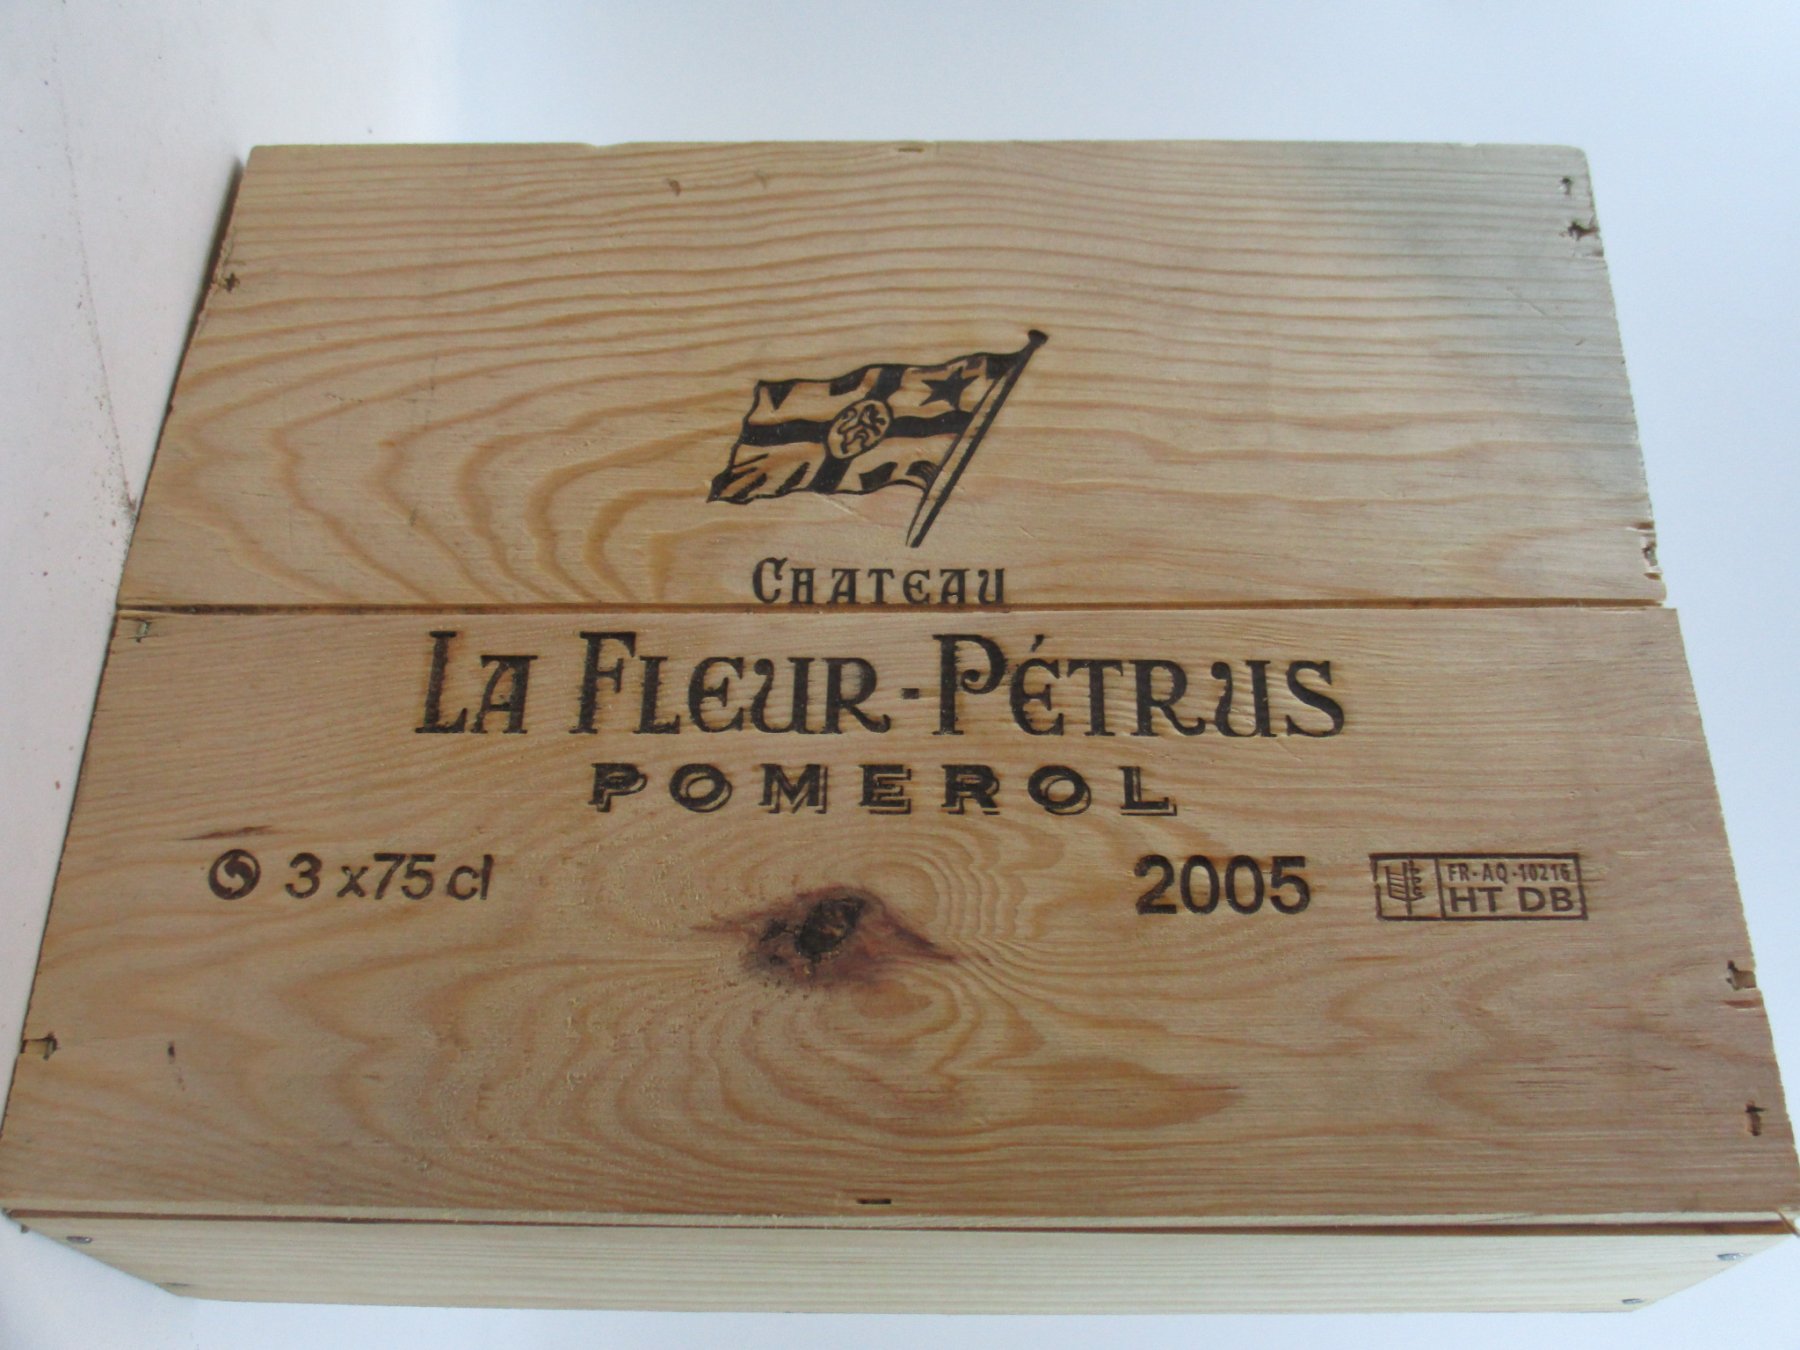 CHATEAU
LA FLEUR-PÉTRUS
POMEROL
3 x75 cl
2005
FR-AQ-10216
HT DB